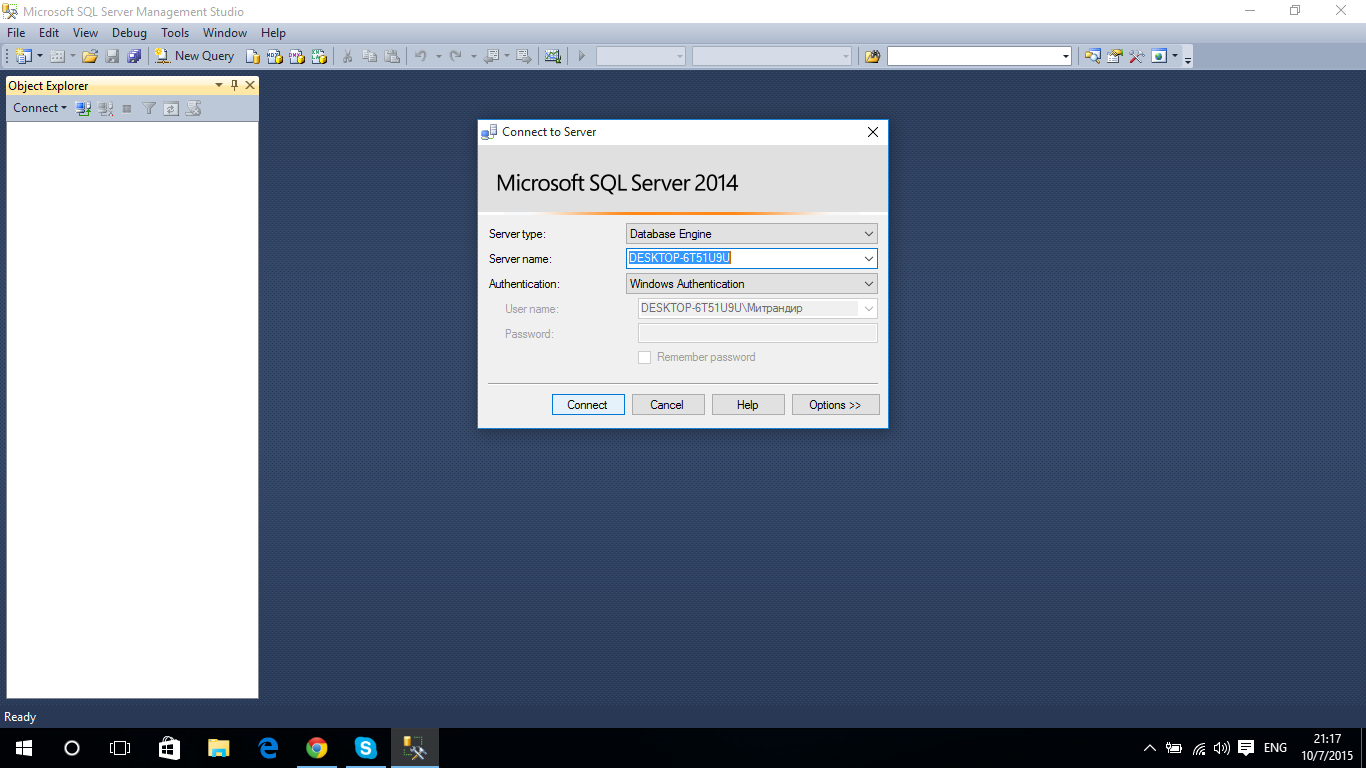 Microsoft SQL Server Management Studio
File Edit View Debug Tools Window Help
New Query
Object Explorer
Connect
Connect to Server
Microsoft SQL Server 2014
Server type: Database Engine
Server name: DESKTOP-6T51U9U
Authentication: Windows Authentication
User name: DESKTOP-6T51U9U\Митрандир
Password:
Remember password
Connect Cancel Help Options >>
Ready
ENG
21:17
10/7/2015